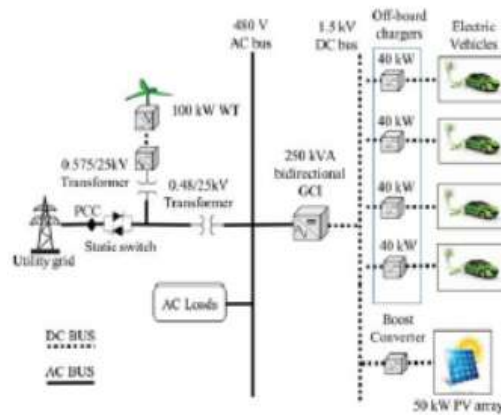 480 V
AC bus
1.5 kV
DC bus
Off-board
chargers
Electric
Vehicles
40 kW
100 kW WT
40 kW
0.575/25kV
Transformer
0.48/25kV
Transformer
250 kVA
bidirectional
GCI
40 kW
PCC
Static switch
Utility grid
40 kW
AC Loads
Boost
Converter
DC BUS
AC BUS
50 kW PV array